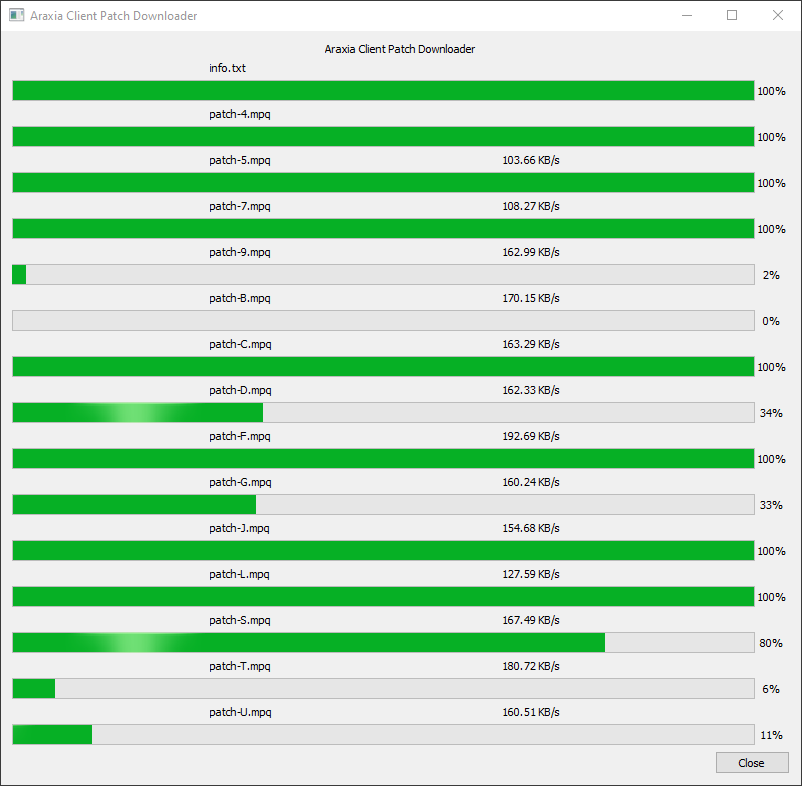 Araxia Client Patch Downloader
Araxia Client Patch Downloader
info.txt
100%
patch-4.mpq
100%
patch-5.mpq 103.66 KB/s
100%
patch-7.mpq 108.27 KB/s
100%
patch-9.mpq 162.99 KB/s
2%
patch-B.mpq 170.15 KB/s
0%
patch-C.mpq 163.29 KB/s
100%
patch-D.mpq 162.33 KB/s
34%
patch-F.mpq 192.69 KB/s
100%
patch-G.mpq 160.24 KB/s
33%
patch-J.mpq 154.68 KB/s
100%
patch-L.mpq 127.59 KB/s
100%
patch-S.mpq 167.49 KB/s
80%
patch-T.mpq 180.72 KB/s
6%
patch-U.mpq 160.51 KB/s
11%
Close